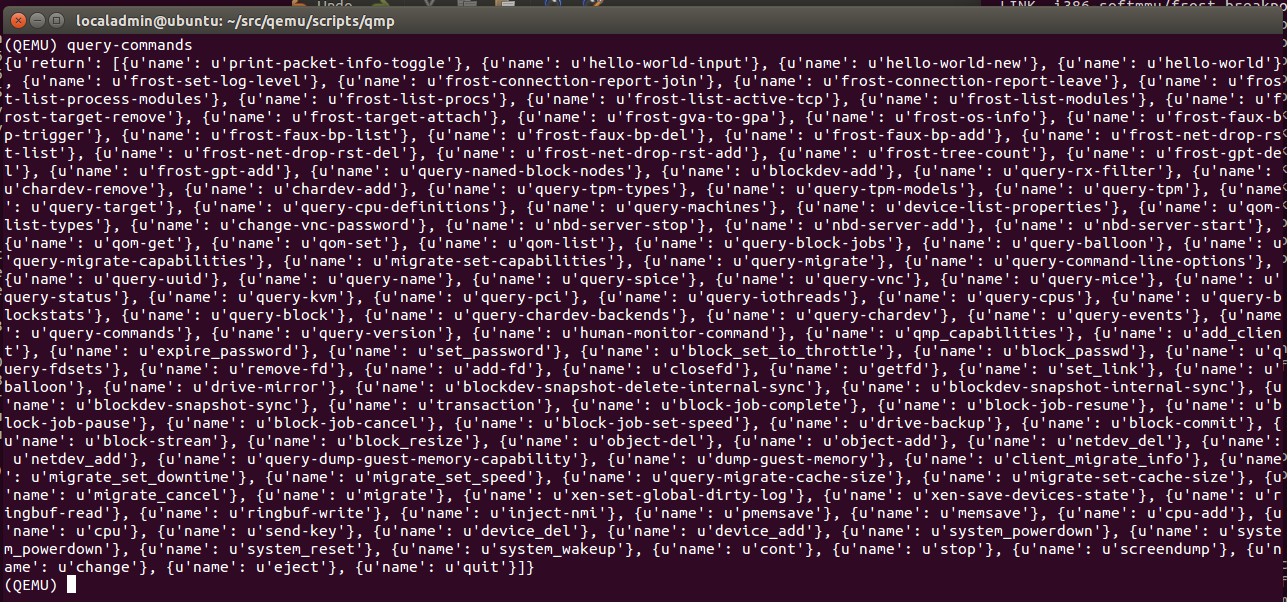 Undo
LINK i386-softmmu/frost-breakpo
localadmin@ubuntu: ~/src/qemu/scripts/qmp
(QEMU) query-commands
{u'return': [{u'name': u'print-packet-info-toggle'}, {u'name': u'hello-world-input'}, {u'name': u'hello-world-new'}, {u'name': u'hello-world'}
, {u'name': u'frost-set-log-level'}, {u'name': u'frost-connection-report-join'}, {u'name': u'frost-connection-report-leave'}, {u'name': u'fros
t-list-process-modules'}, {u'name': u'frost-list-procs'}, {u'name': u'frost-list-active-tcp'}, {u'name': u'frost-list-modules'}, {u'name': u'f
rost-target-remove'}, {u'name': u'frost-target-attach'}, {u'name': u'frost-gva-to-gpa'}, {u'name': u'frost-os-info'}, {u'name': u'frost-faux-b
p-trigger'}, {u'name': u'frost-faux-bp-list'}, {u'name': u'frost-faux-bp-del'}, {u'name': u'frost-faux-bp-add'}, {u'name': u'frost-net-drop-rs
t-list'}, {u'name': u'frost-net-drop-rst-del'}, {u'name': u'frost-net-drop-rst-add'}, {u'name': u'frost-tree-count'}, {u'name': u'frost-gpt-de
l'}, {u'name': u'frost-gpt-add'}, {u'name': u'query-named-block-nodes'}, {u'name': u'blockdev-add'}, {u'name': u'query-rx-filter'}, {u'name': 
u'chardev-remove'}, {u'name': u'chardev-add'}, {u'name': u'query-tpm-types'}, {u'name': u'query-tpm-models'}, {u'name': u'query-tpm'}, {u'name
': u'query-target'}, {u'name': u'query-cpu-definitions'}, {u'name': u'query-machines'}, {u'name': u'device-list-properties'}, {u'name': u'qom-
list-types'}, {u'name': u'change-vnc-password'}, {u'name': u'nbd-server-stop'}, {u'name': u'nbd-server-add'}, {u'name': u'nbd-server-start'},
{u'name': u'qom-get'}, {u'name': u'qom-set'}, {u'name': u'qom-list'}, {u'name': u'query-block-jobs'}, {u'name': u'query-balloon'}, {u'name': u
'query-migrate-capabilities'}, {u'name': u'migrate-set-capabilities'}, {u'name': u'query-migrate'}, {u'name': u'query-command-line-options'},
{u'name': u'query-uuid'}, {u'name': u'query-name'}, {u'name': u'query-spice'}, {u'name': u'query-vnc'}, {u'name': u'query-mice'}, {u'name': u'
query-status'}, {u'name': u'query-kvm'}, {u'name': u'query-pci'}, {u'name': u'query-iothreads'}, {u'name': u'query-cpus'}, {u'name': u'query-b
lockstats'}, {u'name': u'query-block'}, {u'name': u'query-chardev-backends'}, {u'name': u'query-chardev'}, {u'name': u'query-events'}, {u'name
': u'query-commands'}, {u'name': u'query-version'}, {u'name': u'human-monitor-command'}, {u'name': u'qmp_capabilities'}, {u'name': u'add_clien
t'}, {u'name': u'expire_password'}, {u'name': u'set_password'}, {u'name': u'block_set_io_throttle'}, {u'name': u'block_passwd'}, {u'name': u'q
uery-fdsets'}, {u'name': u'remove-fd'}, {u'name': u'add-fd'}, {u'name': u'closefd'}, {u'name': u'getfd'}, {u'name': u'set_link'}, {u'name': u'
balloon'}, {u'name': u'drive-mirror'}, {u'name': u'blockdev-snapshot-delete-internal-sync'}, {u'name': u'blockdev-snapshot-internal-sync'}, {u
'name': u'blockdev-snapshot-sync'}, {u'name': u'transaction'}, {u'name': u'block-job-complete'}, {u'name': u'block-job-resume'}, {u'name': u'b
lock-job-pause'}, {u'name': u'block-job-cancel'}, {u'name': u'block-job-set-speed'}, {u'name': u'drive-backup'}, {u'name': u'block-commit'}, {
u'name': u'block-stream'}, {u'name': u'block_resize'}, {u'name': u'object-del'}, {u'name': u'object-add'}, {u'name': u'netdev_del'}, {u'name':
 u'netdev_add'}, {u'name': u'query-dump-guest-memory-capability'}, {u'name': u'dump-guest-memory'}, {u'name': u'client_migrate_info'}, {u'name
': u'migrate_set_downtime'}, {u'name': u'migrate_set_speed'}, {u'name': u'query-migrate-cache-size'}, {u'name': u'migrate-set-cache-size'}, {u
'name': u'migrate_cancel'}, {u'name': u'migrate'}, {u'name': u'xen-set-global-dirty-log'}, {u'name': u'xen-save-devices-state'}, {u'name': u'r
ingbuf-read'}, {u'name': u'ringbuf-write'}, {u'name': u'inject-nmi'}, {u'name': u'pmemsave'}, {u'name': u'memsave'}, {u'name': u'cpu-add'}, {u
'name': u'cpu'}, {u'name': u'send-key'}, {u'name': u'device_del'}, {u'name': u'device_add'}, {u'name': u'system_powerdown'}, {u'name': u'syste
m_powerdown'}, {u'name': u'system_reset'}, {u'name': u'system_wakeup'}, {u'name': u'cont'}, {u'name': u'stop'}, {u'name': u'screendump'}, {u'n
ame': u'change'}, {u'name': u'eject'}, {u'name': u'quit'}]}
(QEMU)